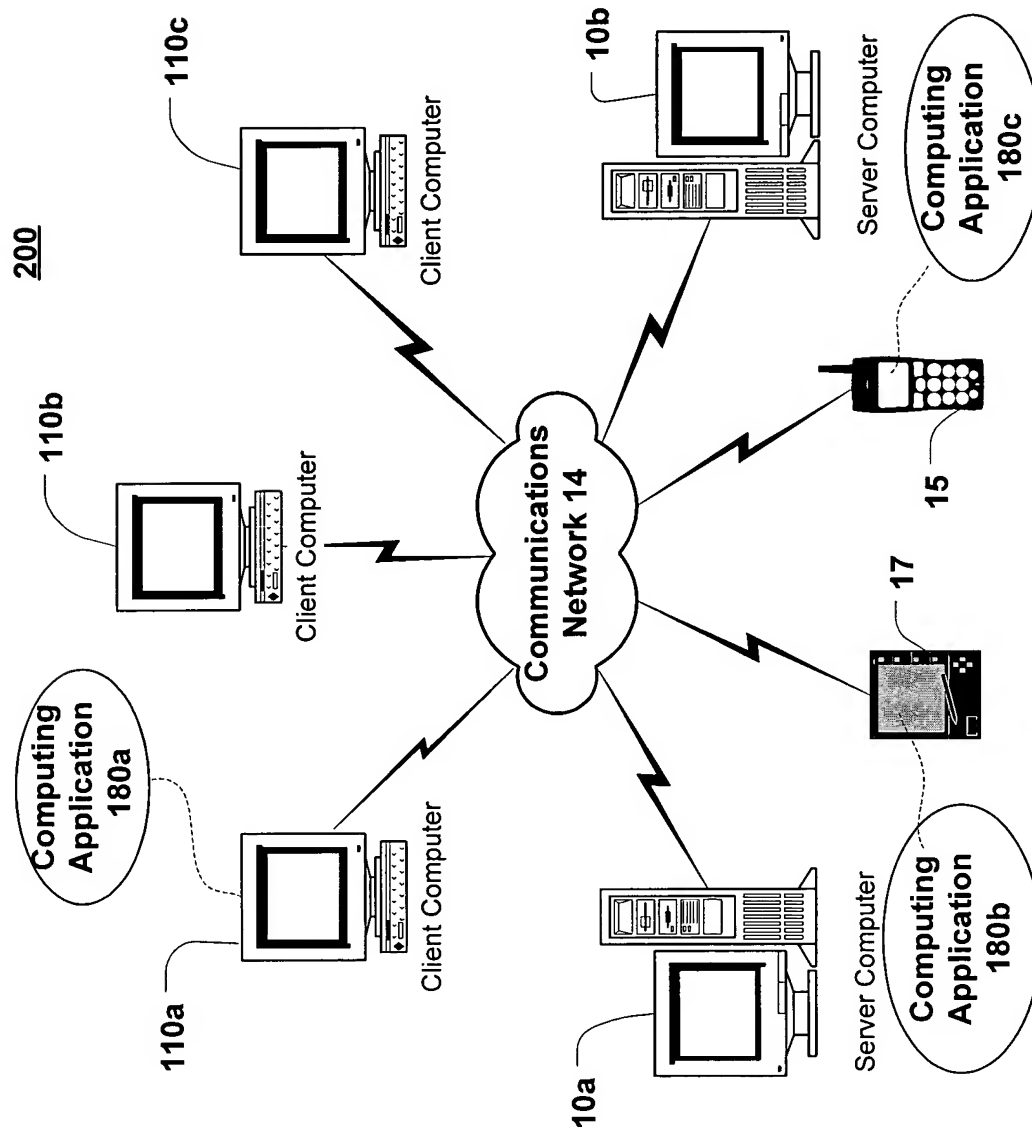 200
110a
Client Computer
Computing
Application
180a
110b
Client Computer
110c
Client Computer
Communications
Network 14
10a
Server Computer
Computing
Application
180b
17
15
10b
Server Computer
Computing
Application
180c